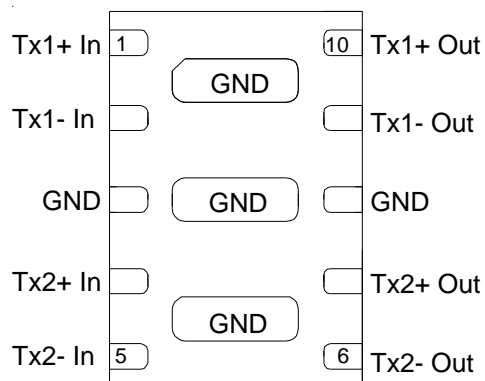 Tx1+ In 1 10 Tx1+ Out
GND
Tx1- In Tx1- Out
GND GND GND
Tx2+ In Tx2+ Out
GND
Tx2- In 5 6 Tx2- Out